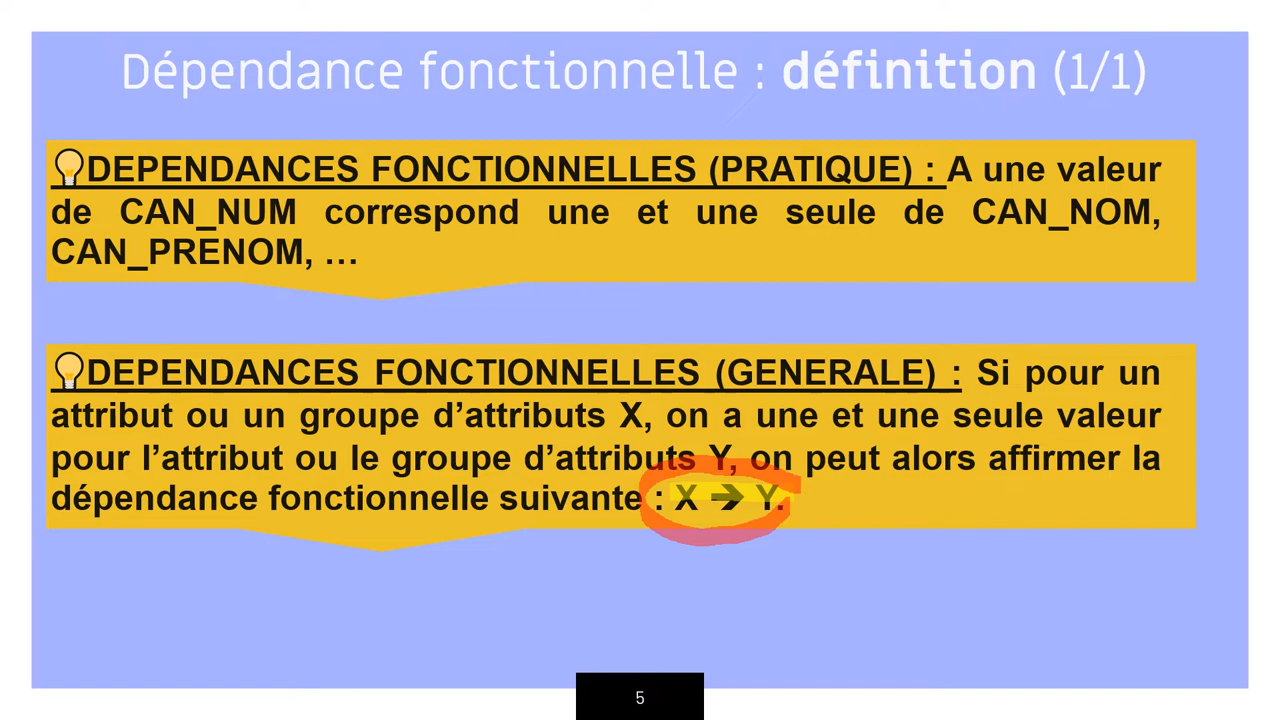 Dépendance fonctionnelle : définition (1/1)
DEPENDANCES FONCTIONNELLES (PRATIQUE) : A une valeur
de CAN_NUM correspond une et une seule de CAN_NOM,
CAN_PRENOM, …
DEPENDANCES FONCTIONNELLES (GENERALE) : Si pour un
attribut ou un groupe d’attributs X, on a une et une seule valeur
pour l’attribut ou le groupe d’attributs Y, on peut alors affirmer la
dépendance fonctionnelle suivante : X ➔ Y.
5